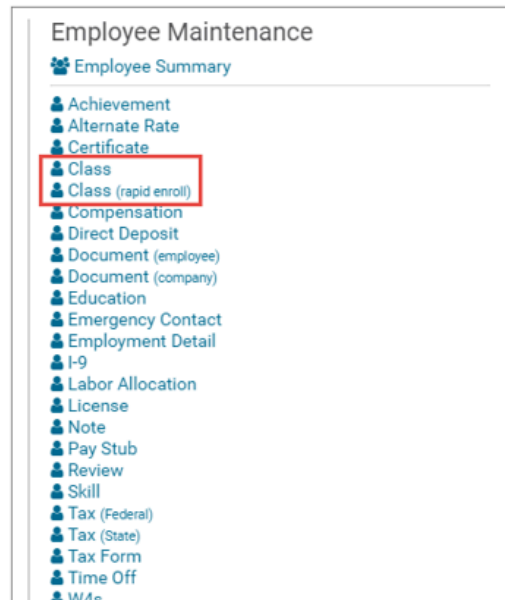 Employee Maintenance
Employee Summary
Achievement
Alternate Rate
Certificate
Class
Class (rapid enroll)
Compensation
Direct Deposit
Document (employee)
Document (company)
Education
Emergency Contact
Employment Detail
I-9
Labor Allocation
License
Note
Pay Stub
Review
Skill
Tax (Federal)
Tax (State)
Tax Form
Time Off
W4s